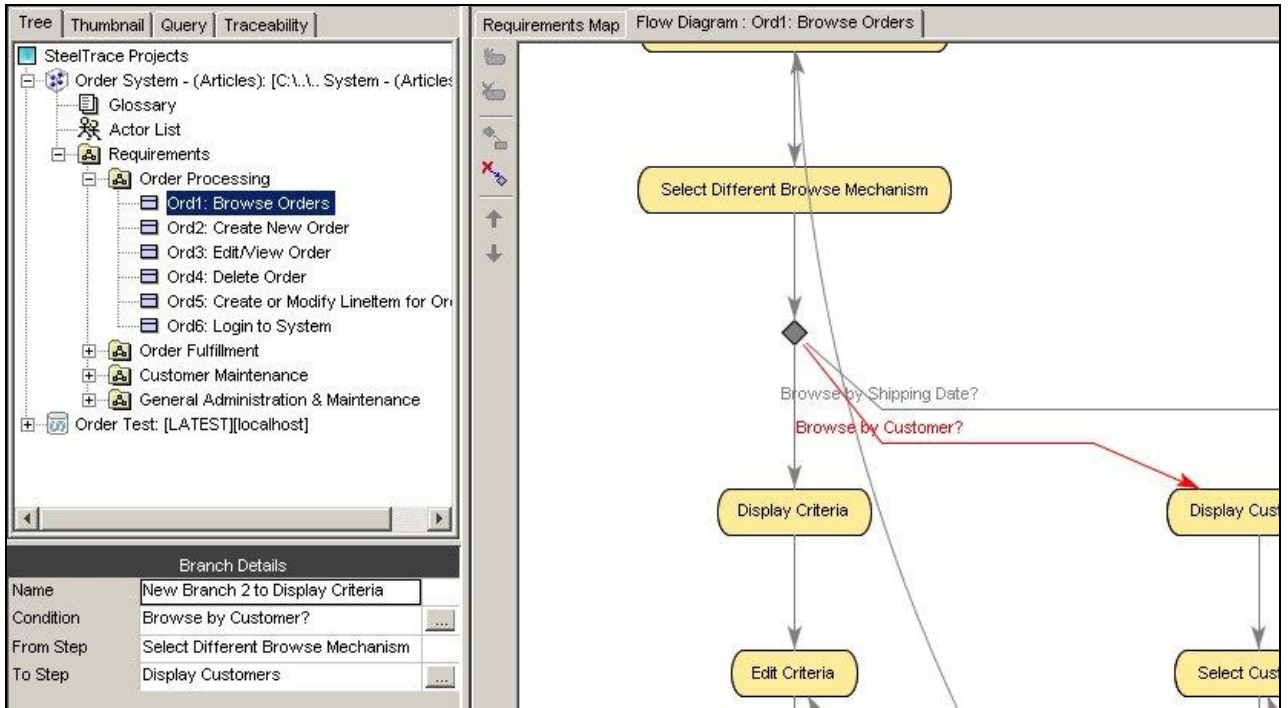 Tree Thumbnail Query Traceability
SteelTrace Projects
Order System - (Articles): [C:\..\.. System - (Articles
Glossary
Actor List
Requirements
Order Processing
Ord1: Browse Orders
Ord2: Create New Order
Ord3: Edit/View Order
Ord4: Delete Order
Ord5: Create or Modify LineItem for Ord
Ord6: Login to System
Order Fulfillment
Customer Maintenance
General Administration & Maintenance
Order Test: [LATEST][localhost]
Branch Details
Name New Branch 2 to Display Criteria
Condition Browse by Customer? ...
From Step Select Different Browse Mechanism
To Step Display Customers ...
Requirements Map Flow Diagram : Ord1: Browse Orders
Select Different Browse Mechanism
Browse by Shipping Date?
Browse by Customer?
Display Criteria Display Cust
Edit Criteria Select Cust